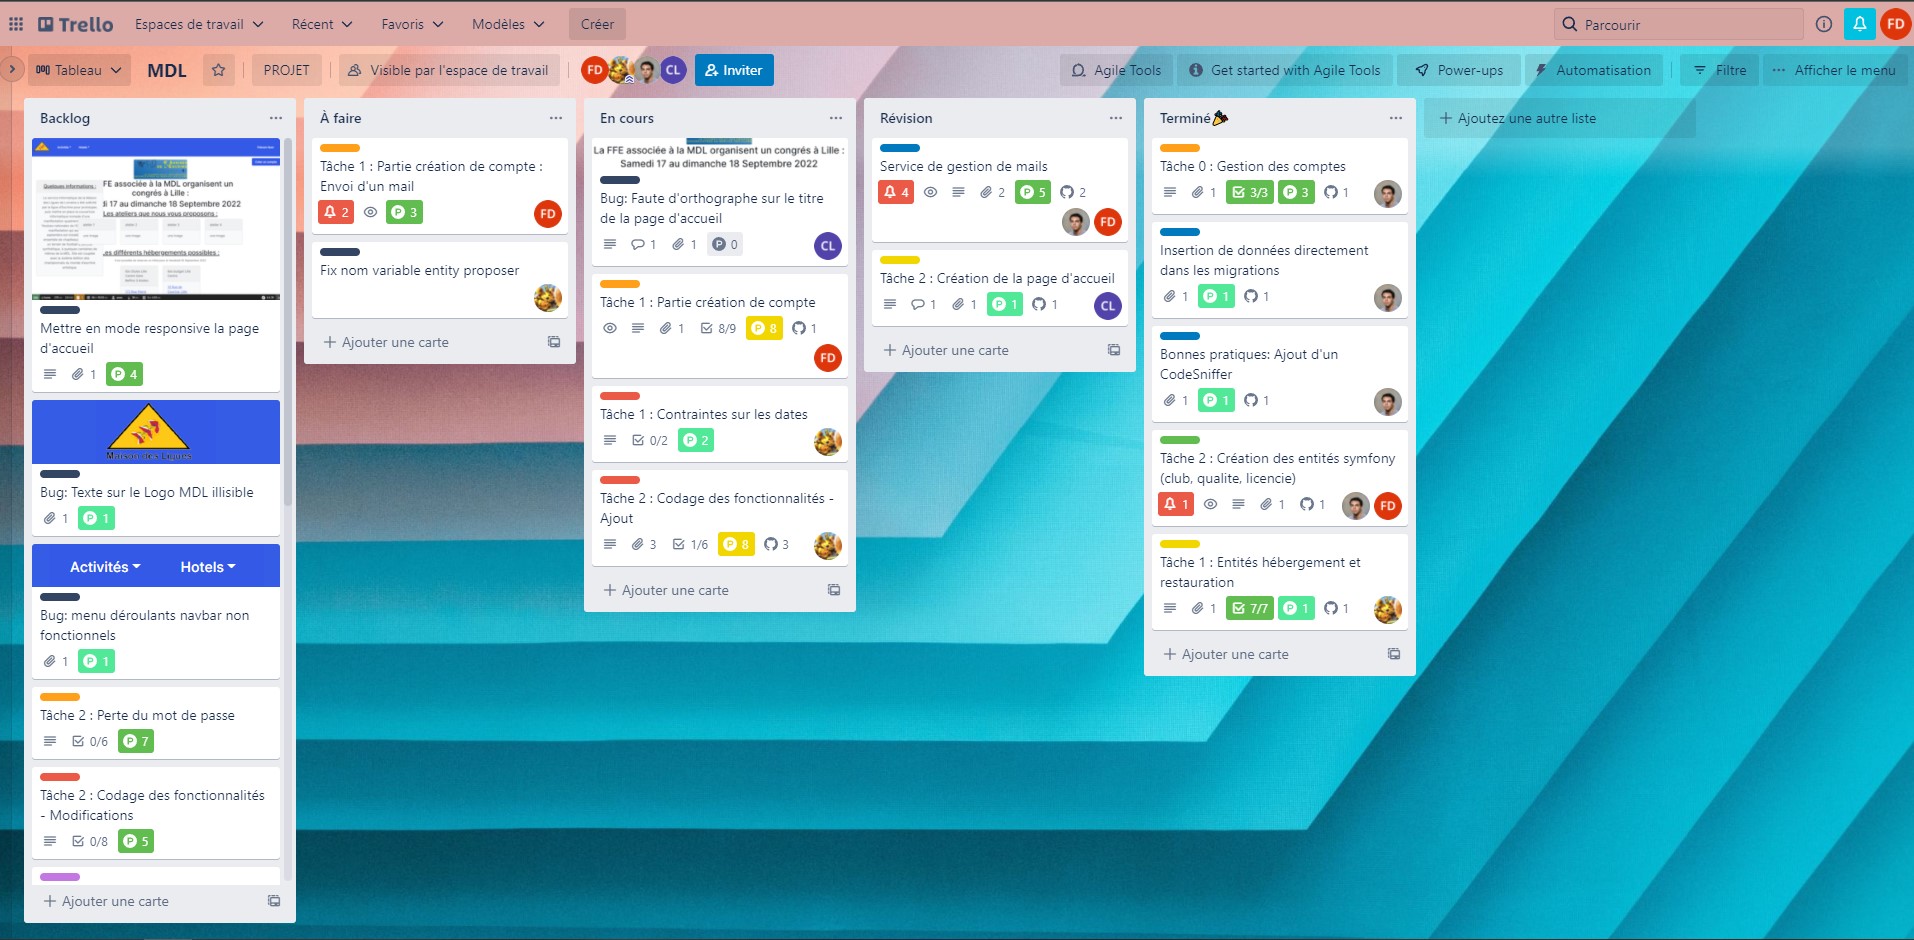 Trello
Espaces de travail
Récent
Favoris
Modèles
Créer
Parcourir
FD
Tableau
MDL
PROJET
Visible par l'espace de travail
FD
CL
Inviter
Agile Tools
Get started with Agile Tools
Power-ups
Automatisation
Filtre
Afficher le menu
Backlog
Quelques informations :
FFE associée à la MDL organisent un
congrès à Lille :
di 17 au dimanche 18 Septembre 2022
Les ateliers que nous vous proposons :
Les différents hébergements possibles :
Mettre en mode responsive la page
d'accueil
1
P 4
Maison des Ligues
Bug: Texte sur le Logo MDL illisible
1
P 1
Activités
Hotels
Bug: menu déroulants navbar non
fonctionnels
1
P 1
Tâche 2 : Perte du mot de passe
0/6
P 7
Tâche 2 : Codage des fonctionnalités
- Modifications
0/8
P 5
Ajouter une carte
À faire
Tâche 1 : Partie création de compte :
Envoi d'un mail
2
P 3
FD
Fix nom variable entity proposer
Ajouter une carte
En cours
La FFE associée à la MDL organisent un congrès à Lille :
Samedi 17 au dimanche 18 Septembre 2022
Bug: Faute d'orthographe sur le titre
de la page d'accueil
1
1
P 0
CL
Tâche 1 : Partie création de compte
1
8/9
P 8
1
FD
Tâche 1 : Contraintes sur les dates
0/2
P 2
Tâche 2 : Codage des fonctionnalités -
Ajout
3
1/6
P 8
3
Ajouter une carte
Révision
Service de gestion de mails
4
2
P 5
2
FD
Tâche 2 : Création de la page d'accueil
1
1
P 1
1
CL
Ajouter une carte
Terminé
Tâche 0 : Gestion des comptes
1
3/3
P 3
1
Insertion de données directement
dans les migrations
1
P 1
1
Bonnes pratiques: Ajout d'un
CodeSniffer
1
P 1
1
Tâche 2 : Création des entités symfony
(club, qualite, licencie)
1
1
1
FD
Tâche 1 : Entités hébergement et
restauration
1
7/7
P 1
1
Ajouter une carte
Ajoutez une autre liste